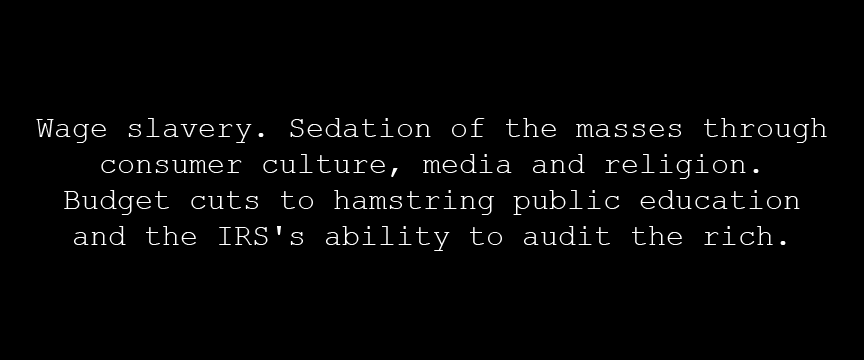 Wage slavery. Sedation of the masses through
consumer culture, media and religion.
Budget cuts to hamstring public education
and the IRS's ability to audit the rich.